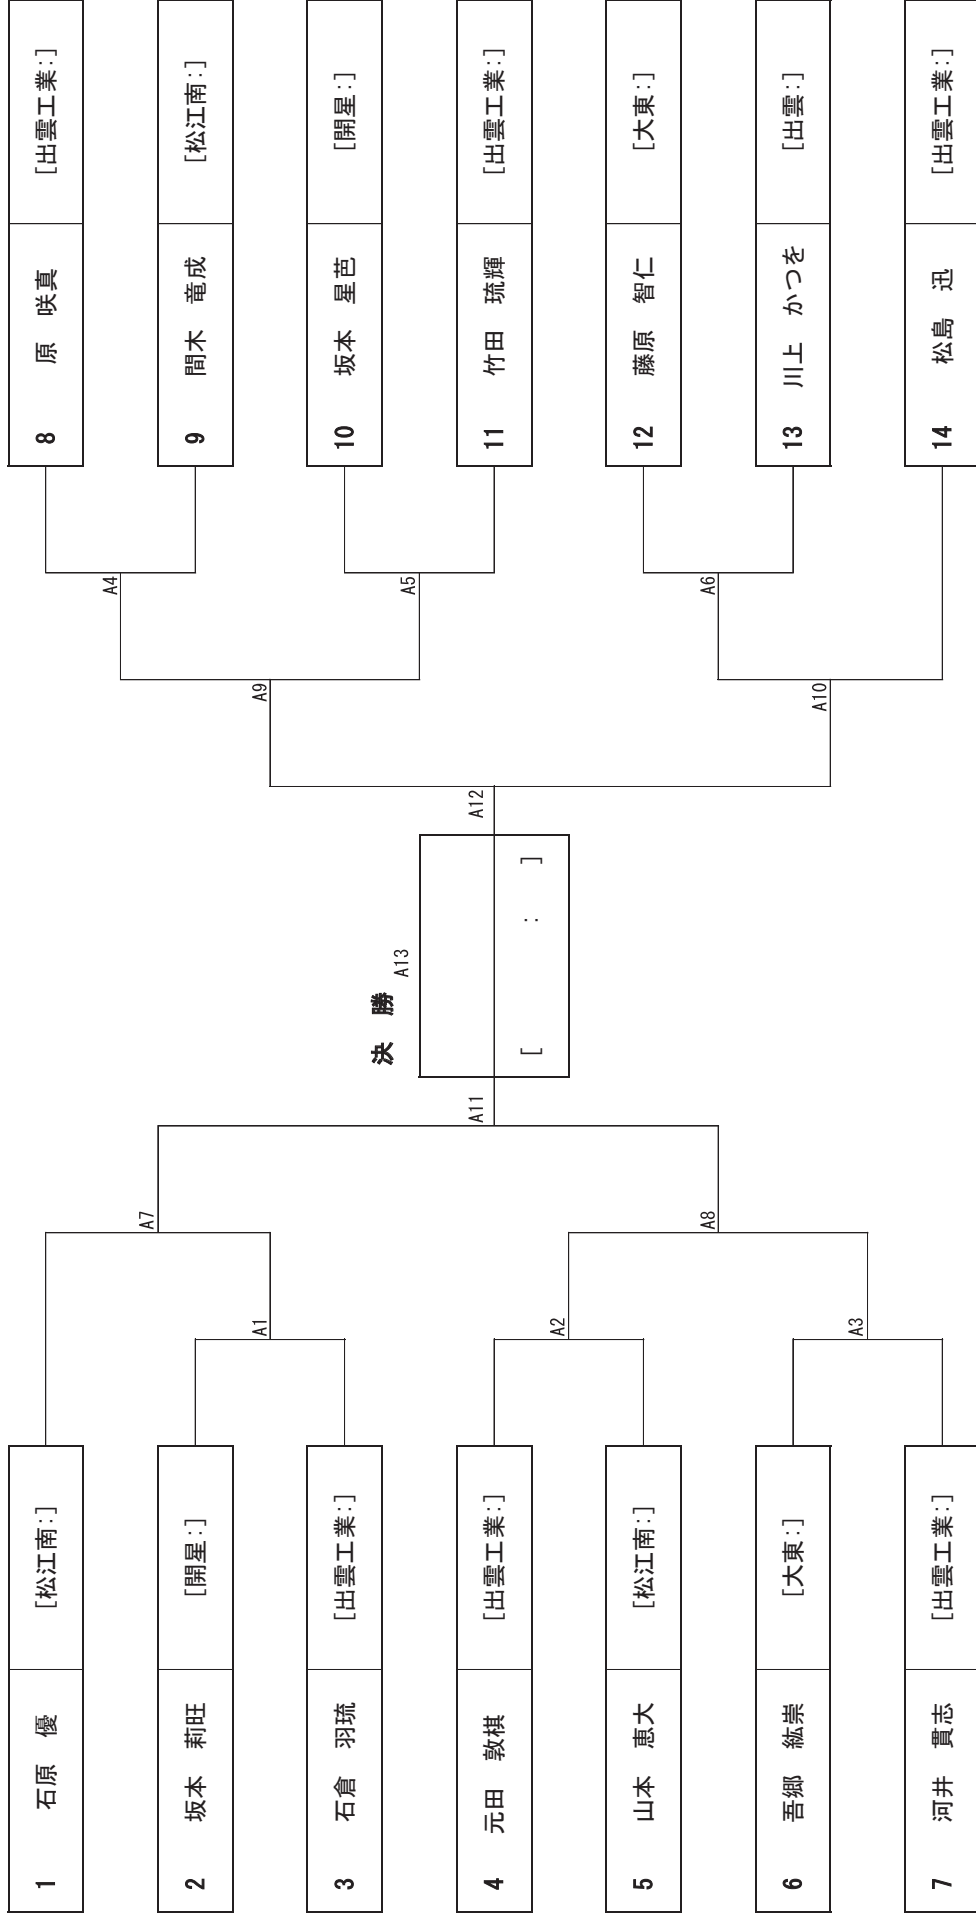 1 石原 優 [松江南:]
2 坂本 莉旺 [開星:]
3 石倉 羽琉 [出雲工業:]
4 元田 敦棋 [出雲工業:]
5 山本 恵大 [松江南:]
6 吾郷 紘崇 [大東:]
7 河井 貫志 [出雲工業:]
A1
A2
A3
A7
A8
A11
決 勝
A13
[ : ]
A12
A9
A10
A4
A5
A6
8 原 咲真 [出雲工業:]
9 間木 竜成 [松江南:]
10 坂本 星芭 [開星:]
11 竹田 琉輝 [出雲工業:]
12 藤原 智仁 [大東:]
13 川上 かつを [出雲:]
14 松島 迅 [出雲工業:]